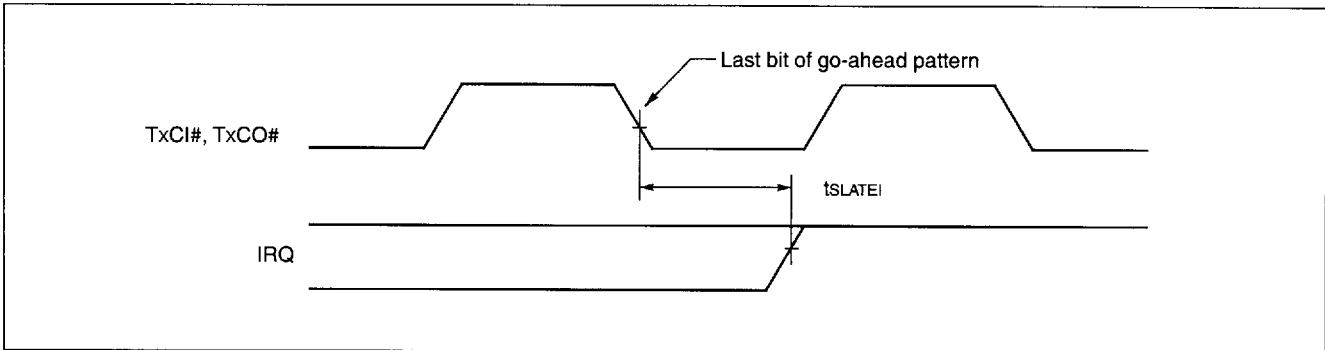 Last bit of go-ahead pattern
TxCI#, TxCO#
tSLATEI
IRQ